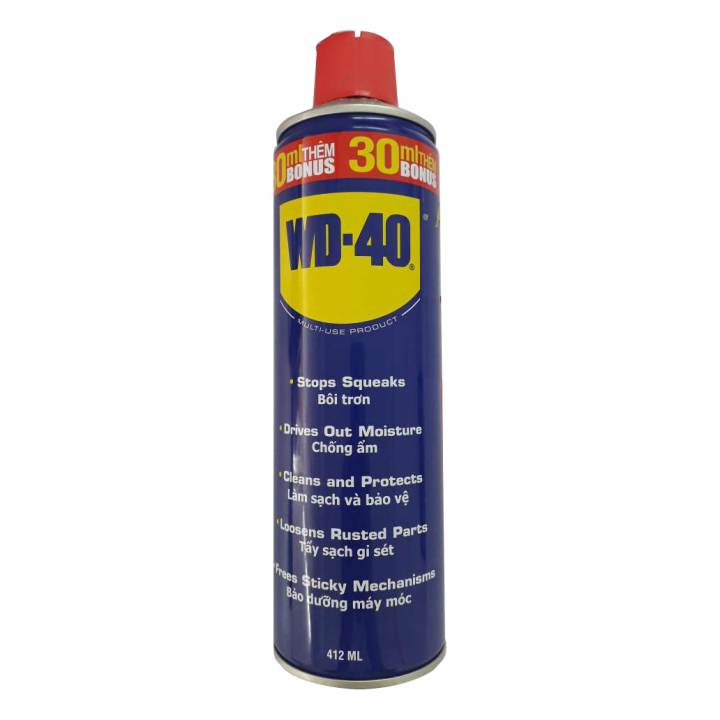 0ml THÊM BONUS
30ml THÊM BONUS
WD-40®
MULTI-USE PRODUCT
• Stops Squeaks
Bôi trơn
• Drives Out Moisture
Chống ẩm
• Cleans and Protects
Làm sạch và bảo vệ
• Loosens Rusted Parts
Tẩy sạch gỉ sét
• Frees Sticky Mechanisms
Bảo dưỡng máy móc
412 ML